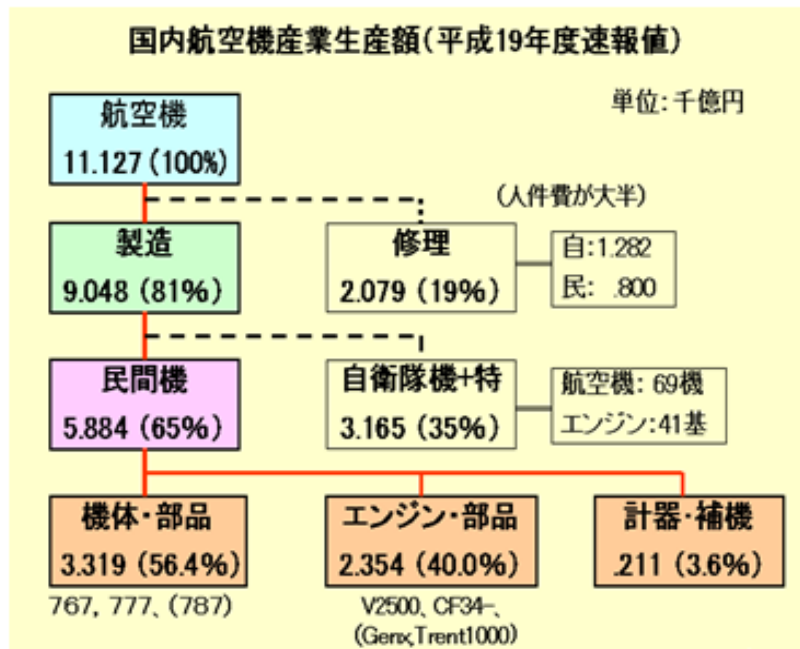 国内航空機産業生産額(平成19年度速報値)
単位:千億円
航空機
11.127 (100%)
(人件費が大半)
製造
9.048 (81%)
修理
2.079 (19%)
自:1.282
民: .800
民間機
5.884 (65%)
自衛隊機+特
3.165 (35%)
航空機: 69機
エンジン:41基
機体・部品
3.319 (56.4%)
エンジン・部品
2.354 (40.0%)
計器・補機
.211 (3.6%)
767, 777、(787)
V2500、CF34-、
(Genx,Trent1000)